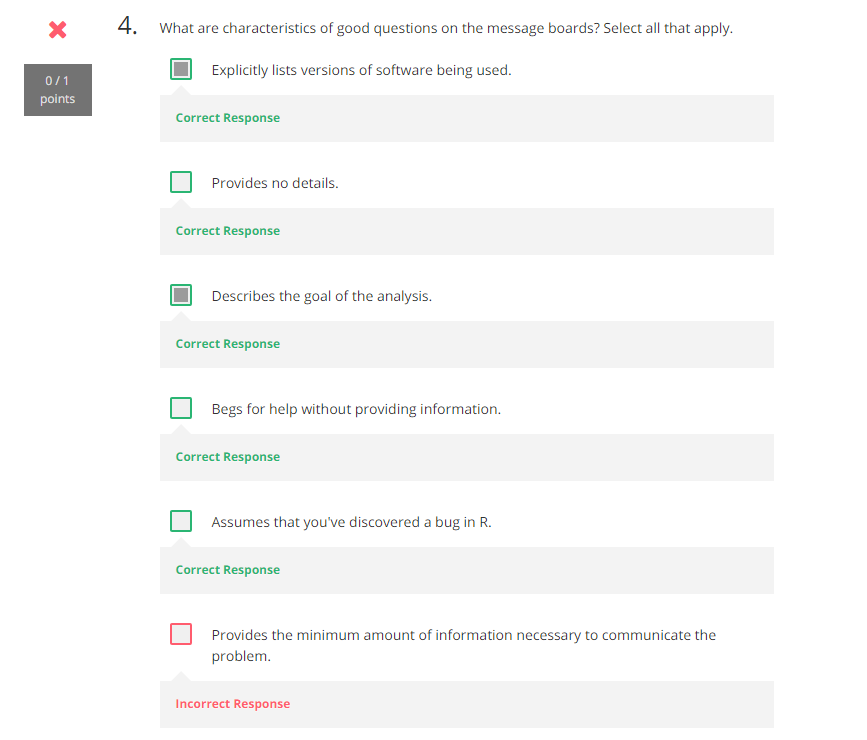 4. What are characteristics of good questions on the message boards? Select all that apply.
0 / 1
points
Explicitly lists versions of software being used.
Correct Response
Provides no details.
Correct Response
Describes the goal of the analysis.
Correct Response
Begs for help without providing information.
Correct Response
Assumes that you've discovered a bug in R.
Correct Response
Provides the minimum amount of information necessary to communicate the
problem.
Incorrect Response